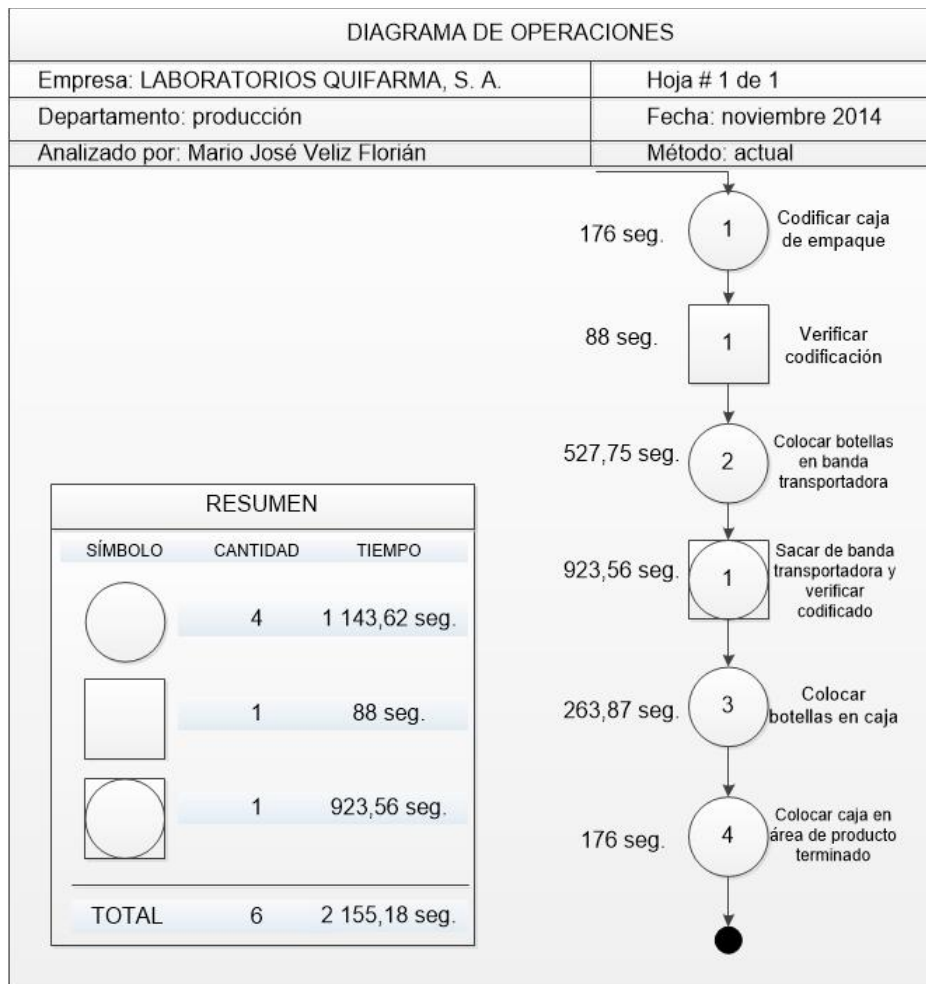 DIAGRAMA DE OPERACIONES
Empresa: LABORATORIOS QUIFARMA, S. A.
Hoja # 1 de 1
Departamento: producción
Fecha: noviembre 2014
Analizado por: Mario José Veliz Florián
Método: actual
176 seg.
1
Codificar caja
de empaque
88 seg.
1
Verificar
codificación
527,75 seg.
2
Colocar botellas
en banda
transportadora
923,56 seg.
1
Sacar de banda
transportadora y
verificar
codificado
263,87 seg.
3
Colocar
botellas en caja
176 seg.
4
Colocar caja en
área de producto
terminado
RESUMEN
SÍMBOLO CANTIDAD TIEMPO
4 1 143,62 seg.
1 88 seg.
1 923,56 seg.
TOTAL 6 2 155,18 seg.